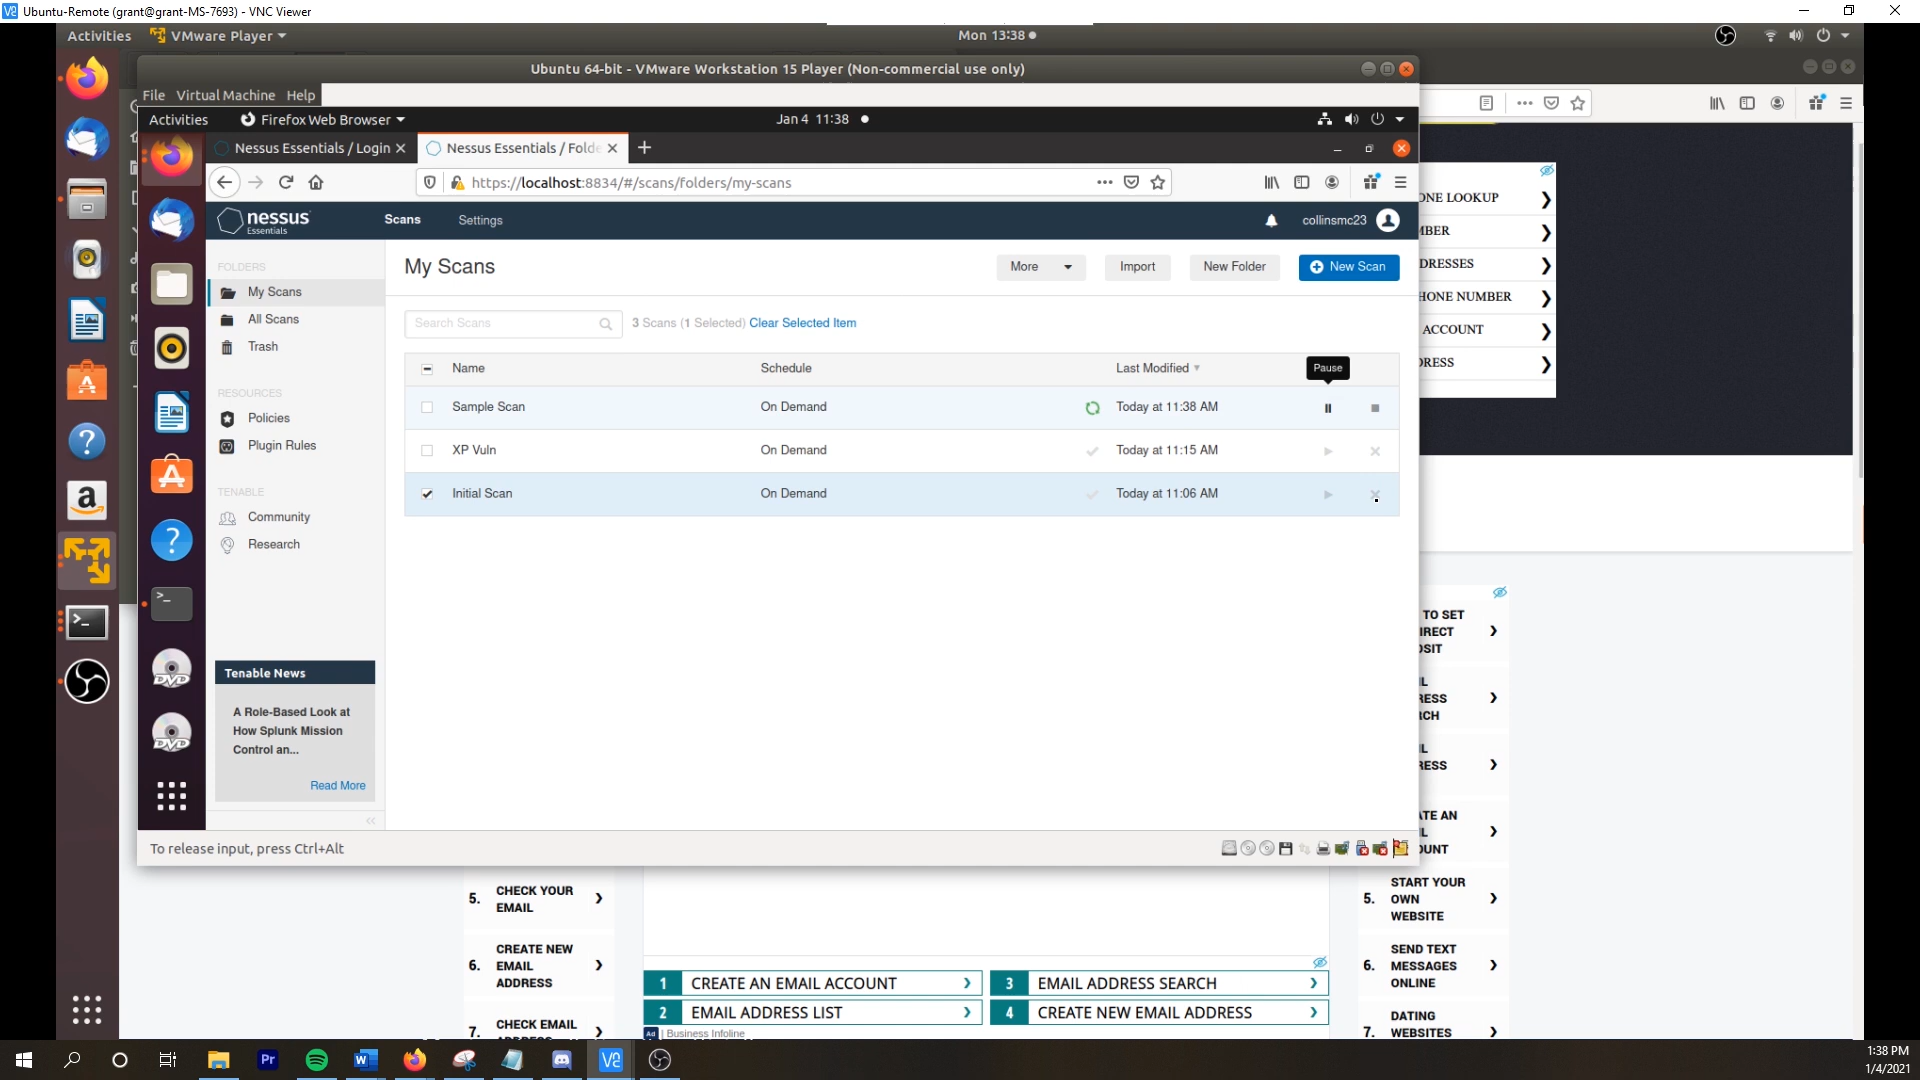 Ubuntu-Remote (grant@grant-MS-7693) - VNC Viewer
Activities VMware Player Mon 13:38
Ubuntu 64-bit - VMware Workstation 15 Player (Non-commercial use only)
File Virtual Machine Help
Activities Firefox Web Browser Jan 4 11:38
Nessus Essentials / Login Nessus Essentials / Folde
https://localhost:8834/#/scans/folders/my-scans
nessus
Essentials
Scans Settings collinsmc23
FOLDERS
My Scans
All Scans
Trash
RESOURCES
Policies
Plugin Rules
TENABLE
Community
Research
Tenable News
A Role-Based Look at
How Splunk Mission
Control an...
Read More
My Scans More Import New Folder New Scan
Search Scans 3 Scans (1 Selected) Clear Selected Item
Name Schedule Last Modified Pause
Sample Scan On Demand Today at 11:38 AM
XP Vuln On Demand Today at 11:15 AM
Initial Scan On Demand Today at 11:06 AM
To release input, press Ctrl+Alt
ONE LOOKUP
MBER
DRESSES
HONE NUMBER
ACCOUNT
DRESS
TO SET
IRECT
OSIT
IL
RESS
RCH
IL
RESS
ATE AN
IL
OUNT
5. START YOUR
OWN
WEBSITE
6. SEND TEXT
MESSAGES
ONLINE
7. DATING
WEBSITES
5. CHECK YOUR
EMAIL
6. CREATE NEW
EMAIL
ADDRESS
7. CHECK EMAIL
1 CREATE AN EMAIL ACCOUNT
3 EMAIL ADDRESS SEARCH
2 EMAIL ADDRESS LIST
4 CREATE NEW EMAIL ADDRESS
Ad | Business Infoline
1:38 PM
1/4/2021